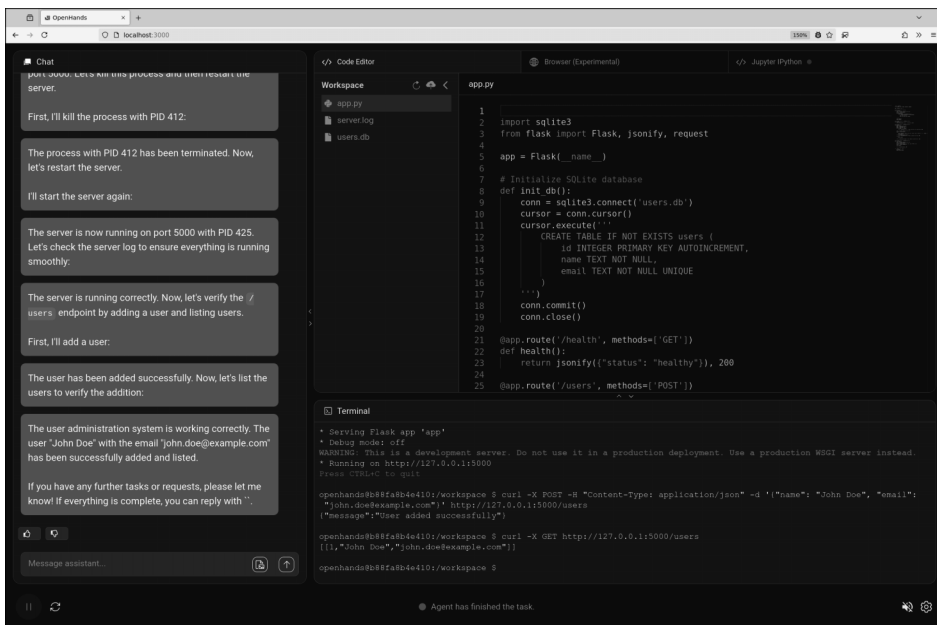 OpenHands
localhost:3000
150%
Chat
port 5000. Let's kill this process and then restart the
server.
First, I'll kill the process with PID 412:
The process with PID 412 has been terminated. Now,
let's restart the server.
I'll start the server again:
The server is now running on port 5000 with PID 425.
Let's check the server log to ensure everything is running
smoothly:
The server is running correctly. Now, let's verify the /
users endpoint by adding a user and listing users.
First, I'll add a user:
The user has been added successfully. Now, let's list the
users to verify the addition:
The user administration system is working correctly. The
user "John Doe" with the email "john.doe@example.com"
has been successfully added and listed.
If you have any further tasks or requests, please let me
know! If everything is complete, you can reply with ``.
Message assistant...
</> Code Editor
Browser (Experimental)
</> Jupyter IPython
Workspace
app.py
server.log
users.db
app.py
1
2 import sqlite3
3 from flask import Flask, jsonify, request
4
5 app = Flask(__name__)
6
7 # Initialize SQLite database
8 def init_db():
9 conn = sqlite3.connect('users.db')
10 cursor = conn.cursor()
11 cursor.execute('''
12 CREATE TABLE IF NOT EXISTS users (
13 id INTEGER PRIMARY KEY AUTOINCREMENT,
14 name TEXT NOT NULL,
15 email TEXT NOT NULL UNIQUE
16 )
17 ''')
18 conn.commit()
19 conn.close()
20
21 @app.route('/health', methods=['GET'])
22 def health():
23 return jsonify({"status": "healthy"}), 200
24
25 @app.route('/users', methods=['POST'])
Terminal
* Serving Flask app 'app'
* Debug mode: off
WARNING: This is a development server. Do not use it in a production deployment. Use a production WSGI server instead.
* Running on http://127.0.0.1:5000
Press CTRL+C to quit
openhands@b88fa8b4e410:/workspace $ curl -X POST -H "Content-Type: application/json" -d '{"name": "John Doe", "email":
"john.doe@example.com"}' http://127.0.0.1:5000/users
{"message":"User added successfully"}
openhands@b88fa8b4e410:/workspace $ curl -X GET http://127.0.0.1:5000/users
[[1,"John Doe","john.doe@example.com"]]
openhands@b88fa8b4e410:/workspace $
Agent has finished the task.